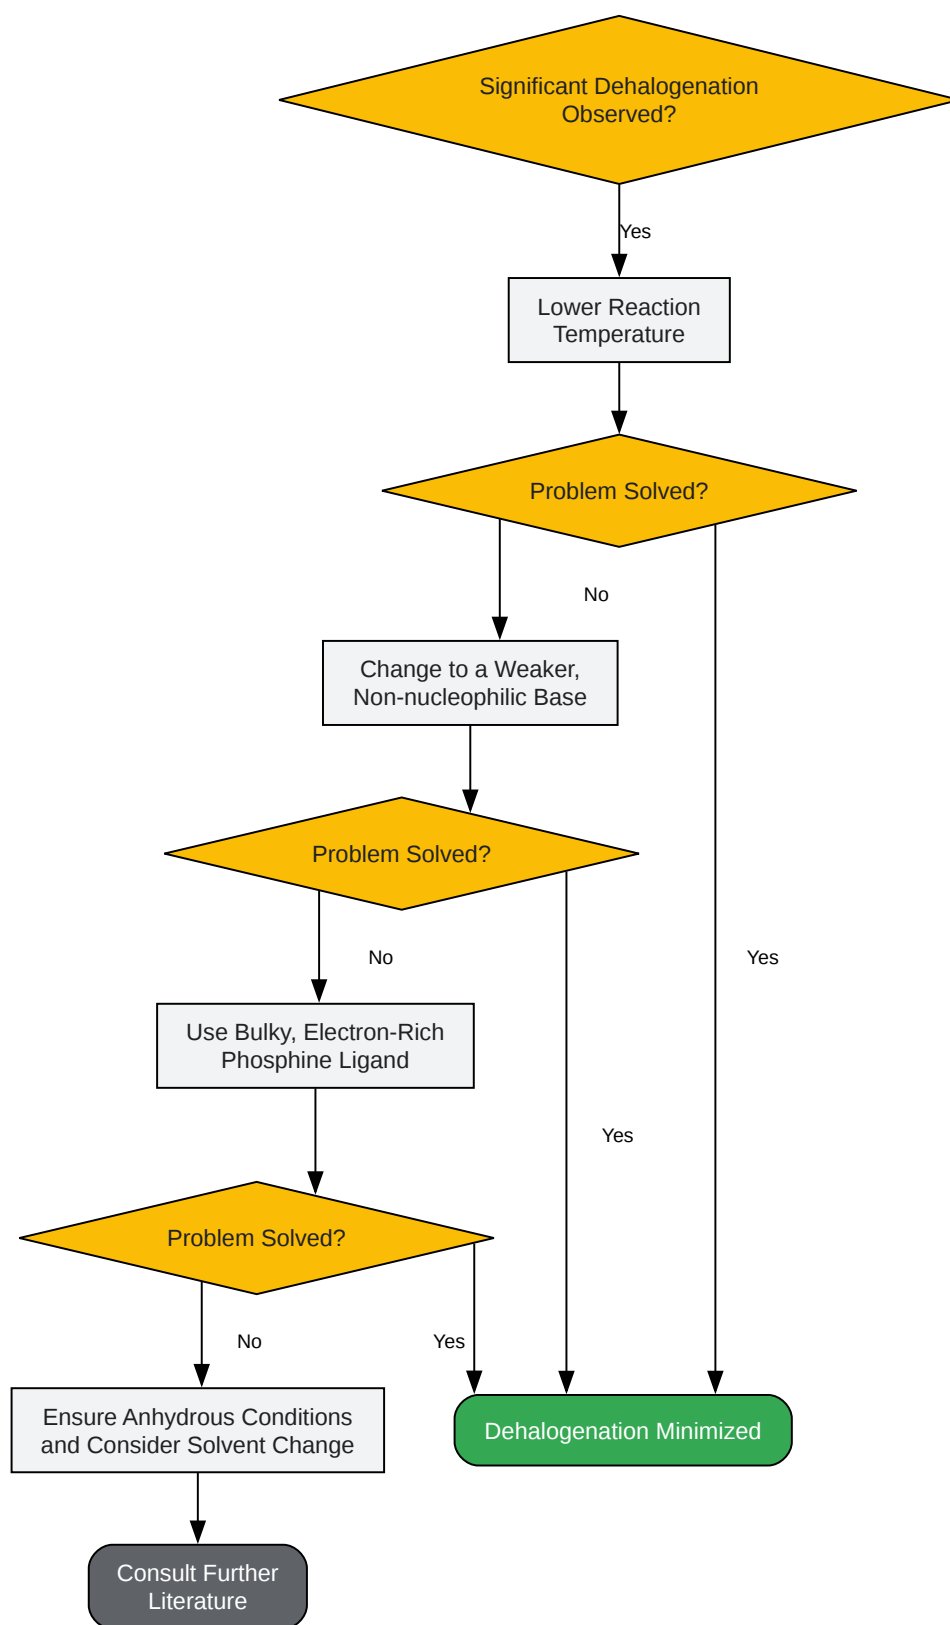 Significant Dehalogenation
Observed?
Yes
Lower Reaction
Temperature
Problem Solved?
No
Change to a Weaker,
Non-nucleophilic Base
Problem Solved?
No
Yes
Use Bulky, Electron-Rich
Phosphine Ligand
Yes
Problem Solved?
No
Yes
Ensure Anhydrous Conditions
and Consider Solvent Change
Dehalogenation Minimized
Consult Further
Literature